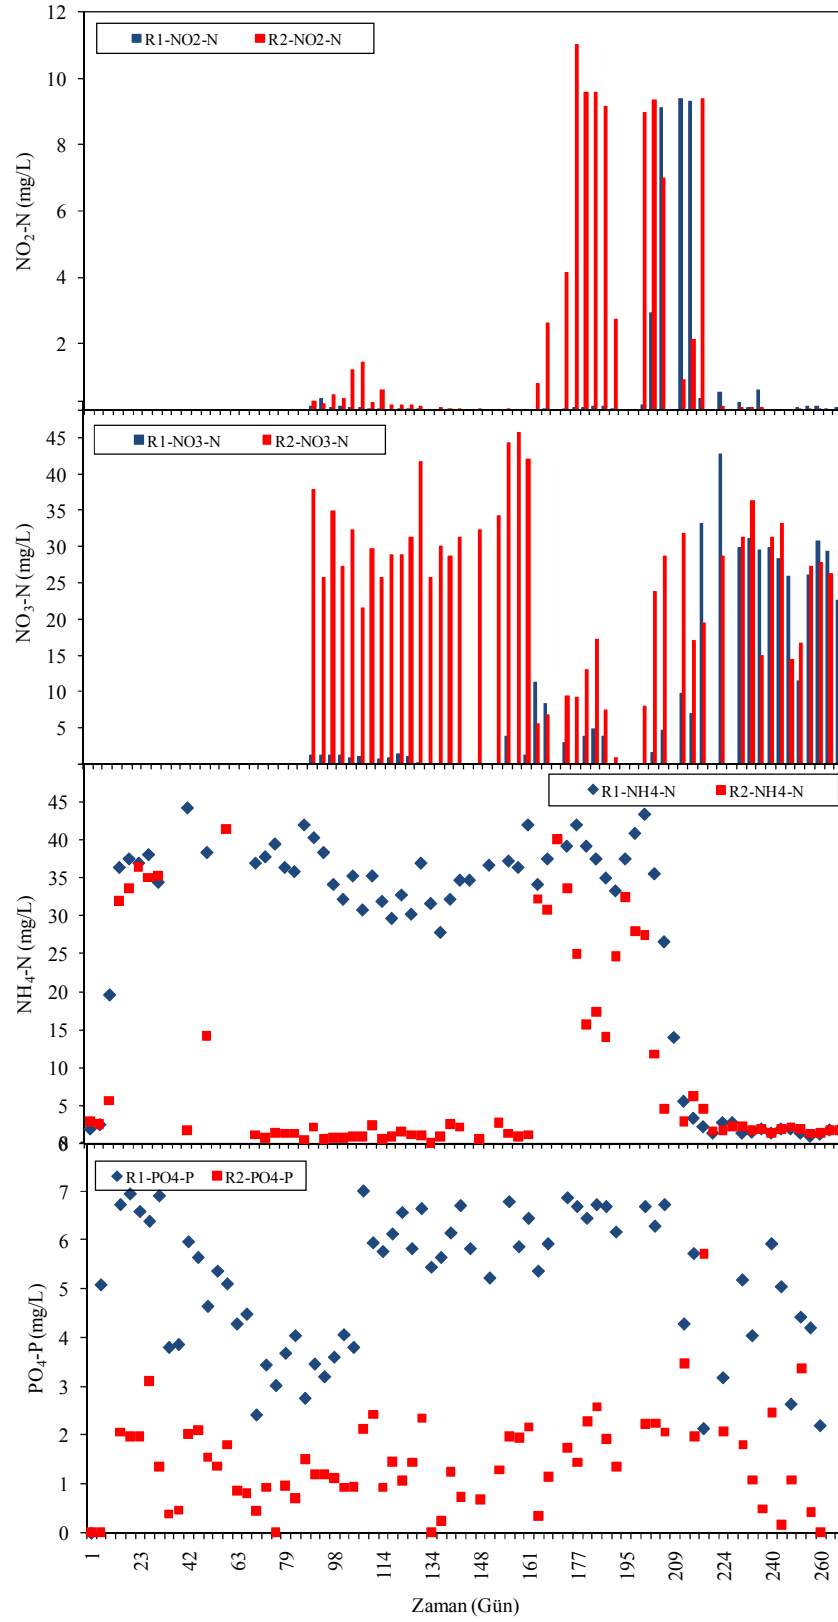 12
10
8
6
4
2
NO2-N (mg/L)
R1-NO2-N
R2-NO2-N
45
40
35
30
25
20
15
10
5
NO3-N (mg/L)
R1-NO3-N
R2-NO3-N
45
40
35
30
25
20
15
10
5
0
NH4-N (mg/L)
R1-NH4-N
R2-NH4-N
7
6
5
4
3
2
1
0
PO4-P (mg/L)
R1-PO4-P
R2-PO4-P
1 23 42 63 79 98 114 134 148 161 177 195 209 224 240 260
Zaman (Gün)